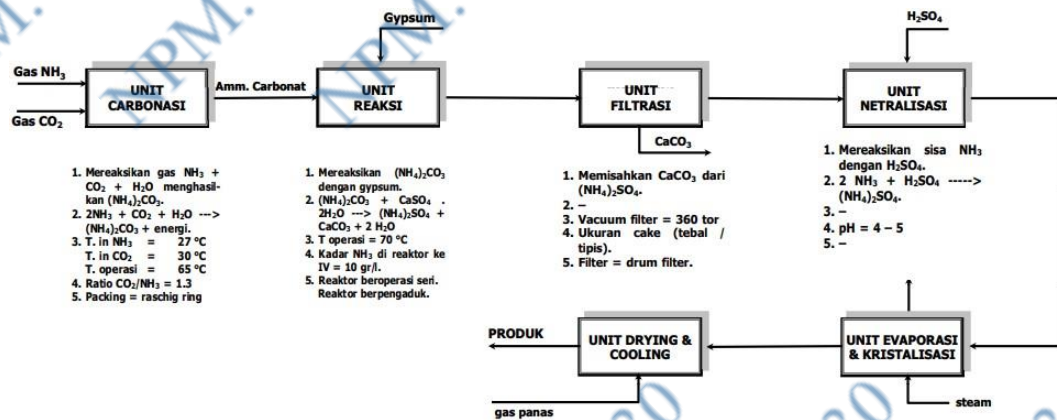 Gypsum
H₂SO₄
Gas NH₃
Gas CO₂
UNIT
CARBONASI
Amm. Carbonat
UNIT
REAKSI
UNIT
FILTRASI
CaCO₃
UNIT
NETRALISASI
1. Mereaksikan gas NH₃ +
CO₂ + H₂O menghasil-
kan (NH₄)₂CO₃.
2. 2NH₃ + CO₂ + H₂O --->
(NH₄)₂CO₃ + energi.
3. T. in NH₃ = 27 °C
T. in CO₂ = 30 °C
T. operasi = 65 °C
4. Ratio CO₂/NH₃ = 1.3
5. Packing = raschig ring
1. Mereaksikan (NH₄)₂CO₃
dengan gypsum.
2. (NH₄)₂CO₃ + CaSO₄ .
2H₂O ---> (NH₄)₂SO₄ +
CaCO₃ + 2 H₂O
3. T operasi = 70 °C
4. Kadar NH₃ di reaktor ke
IV = 10 gr/l.
5. Reaktor beroperasi seri.
Reaktor berpengaduk.
1. Memisahkan CaCO₃ dari
(NH₄)₂SO₄.
2. –
3. Vacuum filter = 360 tor
4. Ukuran cake (tebal /
tipis).
5. Filter = drum filter.
1. Mereaksikan sisa NH₃
dengan H₂SO₄.
2. 2 NH₃ + H₂SO₄ ----->
(NH₄)₂SO₄.
3. –
4. pH = 4 – 5
5. –
PRODUK
UNIT DRYING &
COOLING
gas panas
UNIT EVAPORASI
& KRISTALISASI
steam
NPM.
NPM.
NPM.